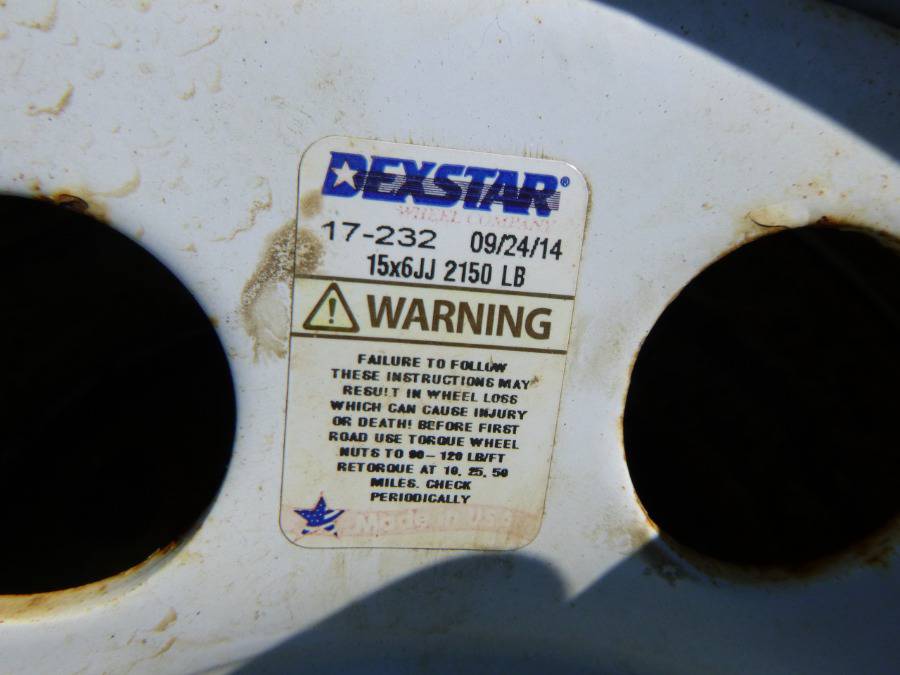 DEXSTAR®
WHEEL COMPANY
17-232 09/24/14
15x6JJ 2150 LB
WARNING
FAILURE TO FOLLOW
THESE INSTRUCTIONS MAY
RESULT IN WHEEL LOSS
WHICH CAN CAUSE INJURY
OR DEATH! BEFORE FIRST
ROAD USE TORQUE WHEEL
NUTS TO 90-120 LB/FT
RETORQUE AT 10, 25, 50
MILES. CHECK
PERIODICALLY
Made in USA